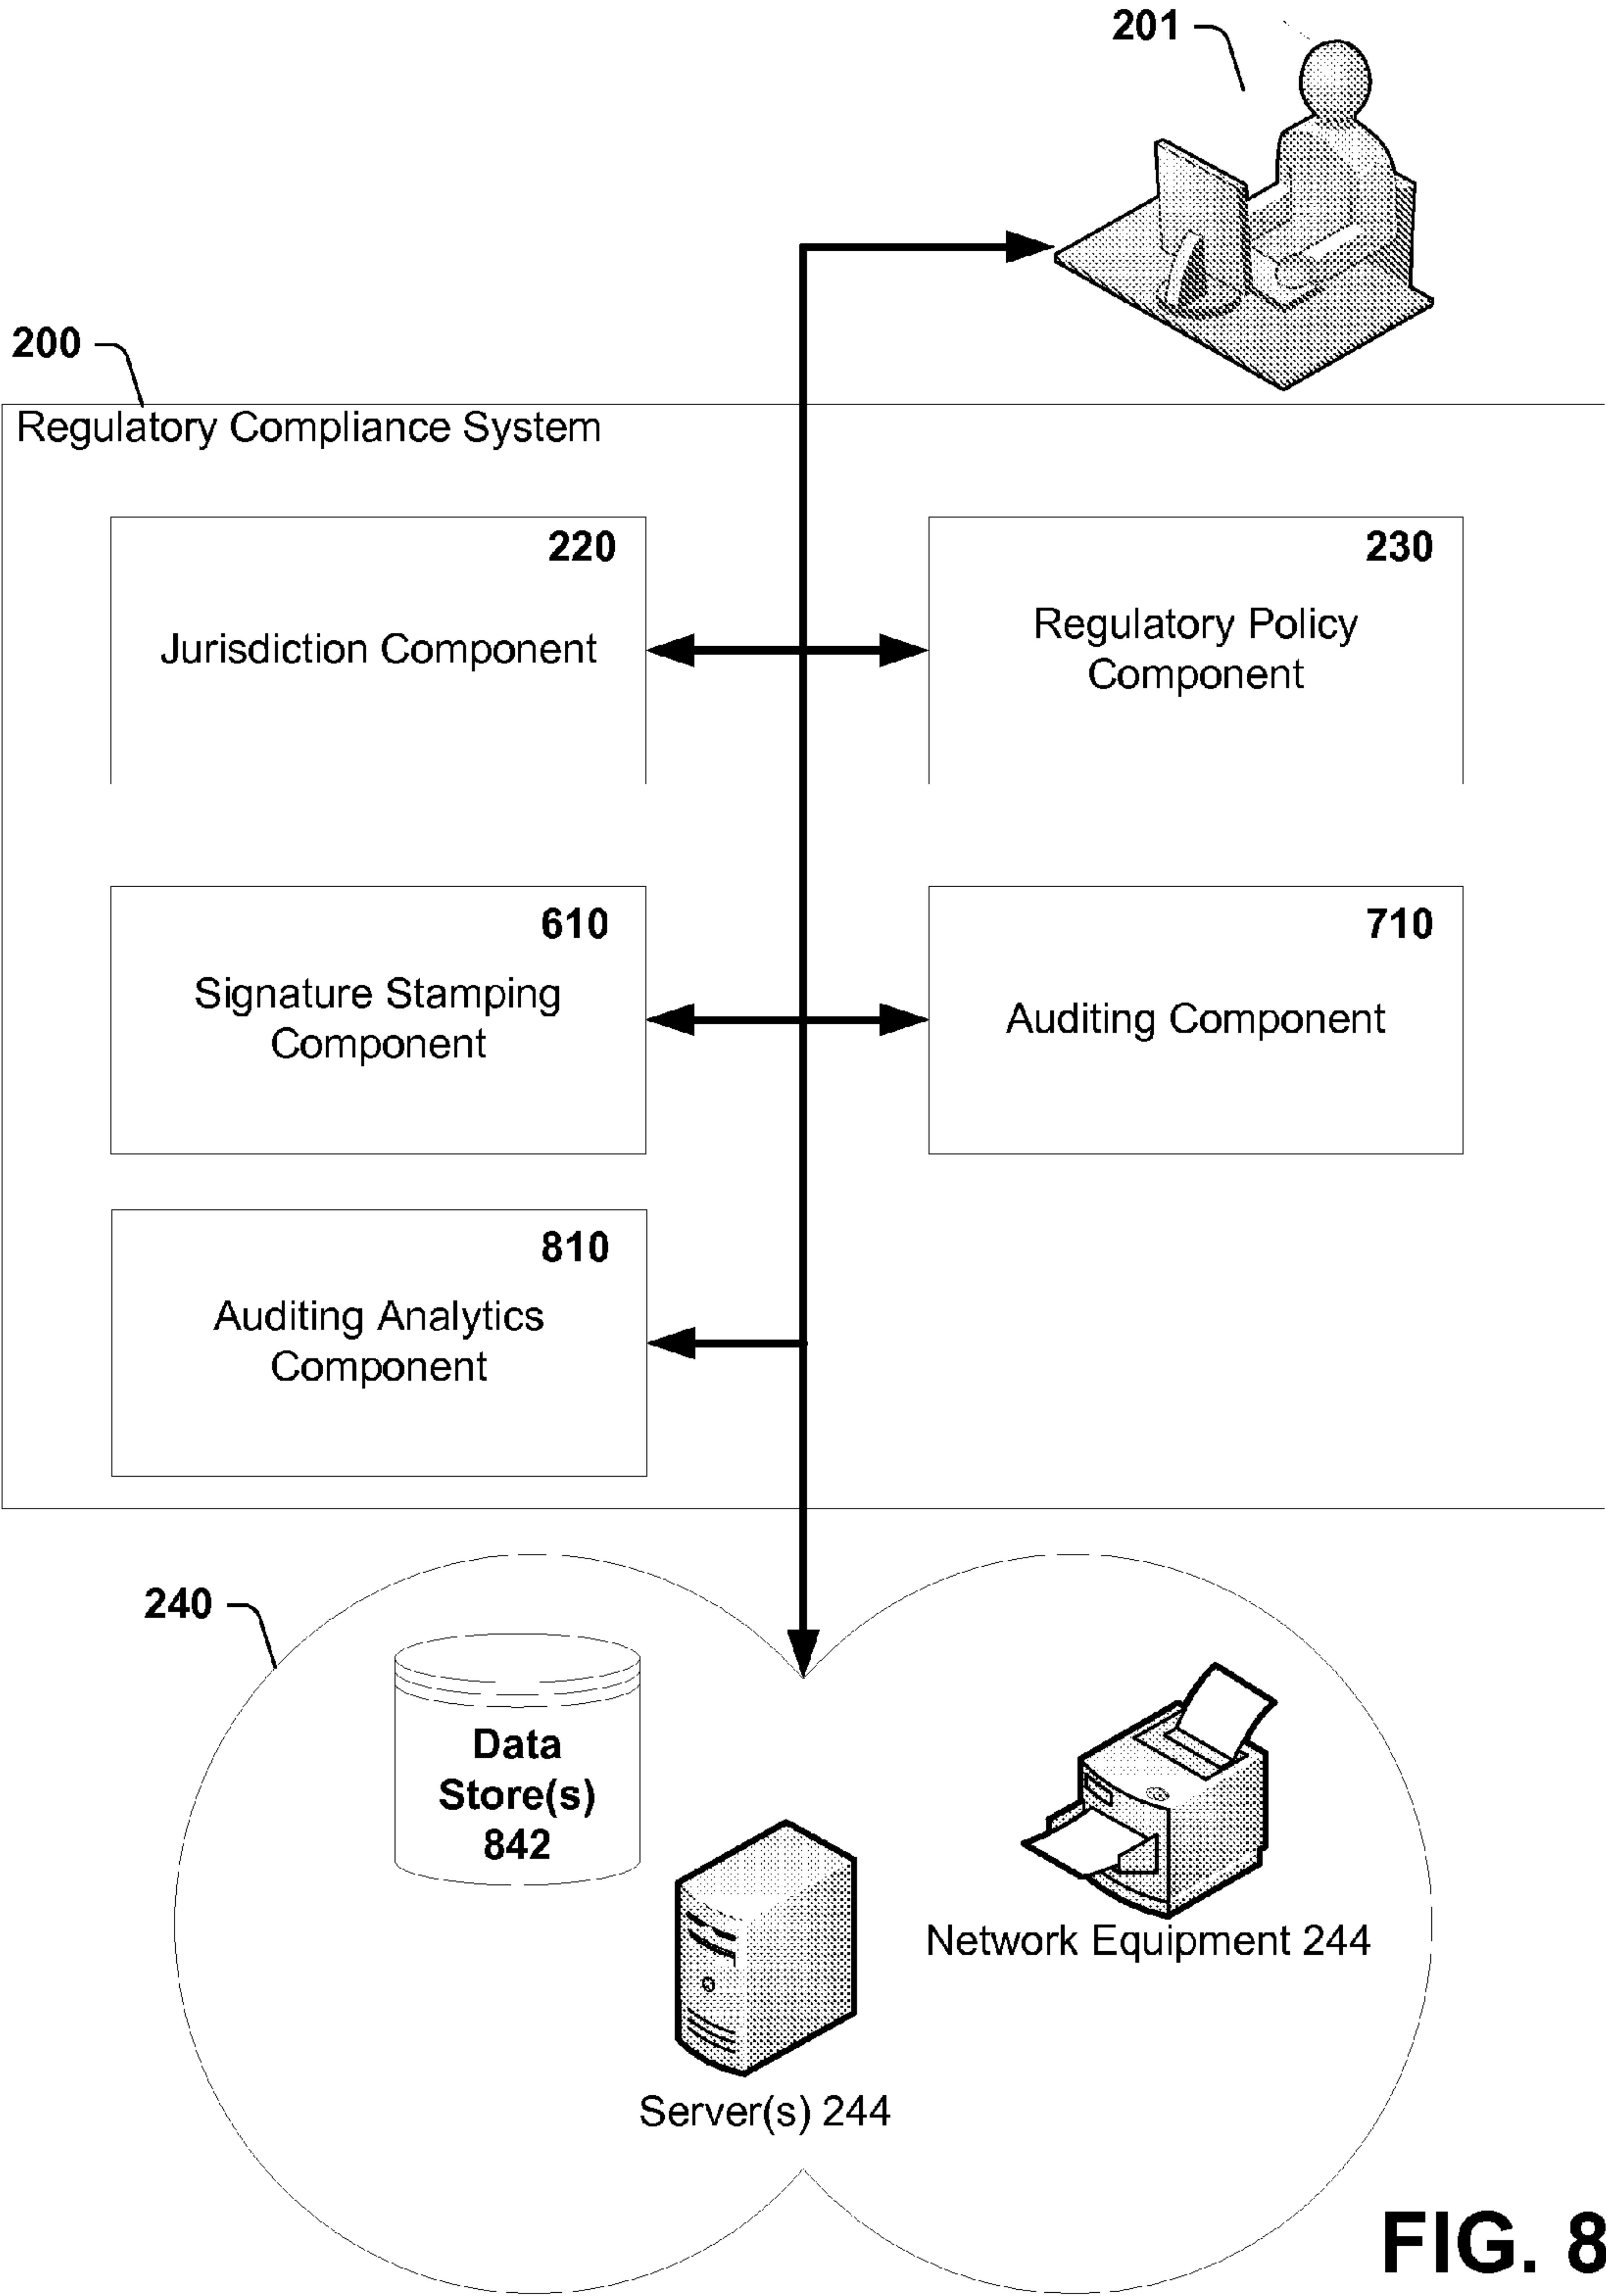 201
200
Regulatory Compliance System
220
Jurisdiction Component
230
Regulatory Policy
Component
610
Signature Stamping
Component
710
Auditing Component
810
Auditing Analytics
Component
240
Data
Store(s)
842
Network Equipment 244
Server(s) 244
FIG. 8